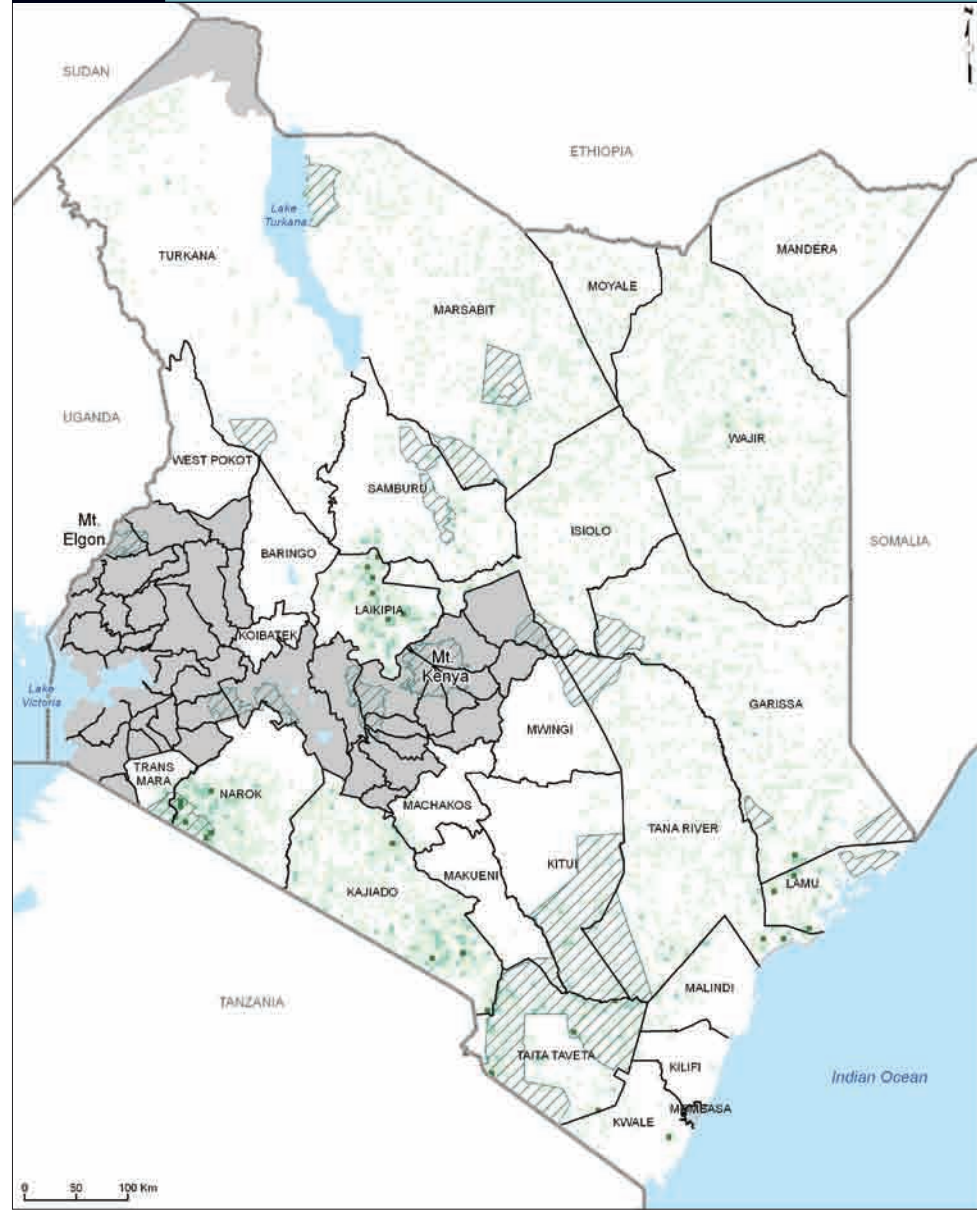 SUDAN
ETHIOPIA
Lake
Turkana
MANDERA
TURKANA
MOYALE
MARSABIT
UGANDA
WAJIR
WEST POKOT
SAMBURU
Mt.
Elgon
ISIOLO
SOMALIA
BARINGO
LAIKIPIA
KOIBATEK
Mt.
Kenya
Lake
Victoria
GARISSA
MWINGI
TRANS
MARA
NAROK
MACHAKOS
TANA RIVER
KITUI
MAKUENI
LAMU
KAJIADO
MALINDI
TANZANIA
TAITA TAVETA
KILIFI
Indian Ocean
MOMBASA
KWALE
0 50 100 Km